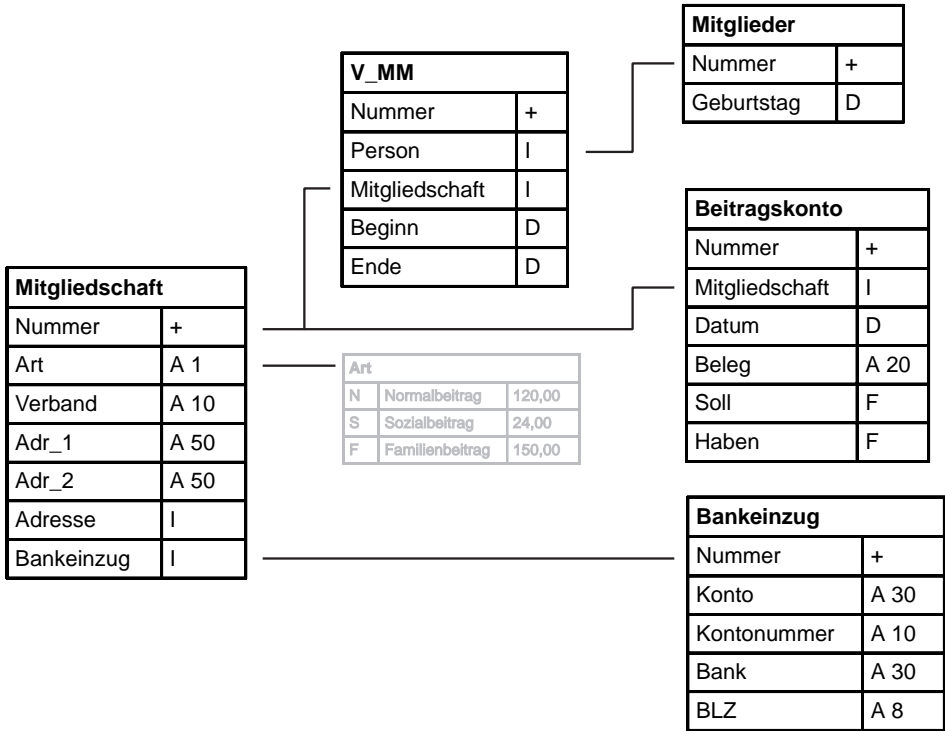 Mitglieder
Nummer +
Geburtstag D
V_MM
Nummer +
Person I
Mitgliedschaft I
Beginn D
Ende D
Beitragskonto
Nummer +
Mitgliedschaft I
Datum D
Beleg A 20
Soll F
Haben F
Mitgliedschaft
Nummer +
Art A 1
Verband A 10
Adr_1 A 50
Adr_2 A 50
Adresse I
Bankeinzug I
Art
N Normalbeitrag 120,00
S Sozialbeitrag 24,00
F Familienbeitrag 150,00
Bankeinzug
Nummer +
Konto A 30
Kontonummer A 10
Bank A 30
BLZ A 8